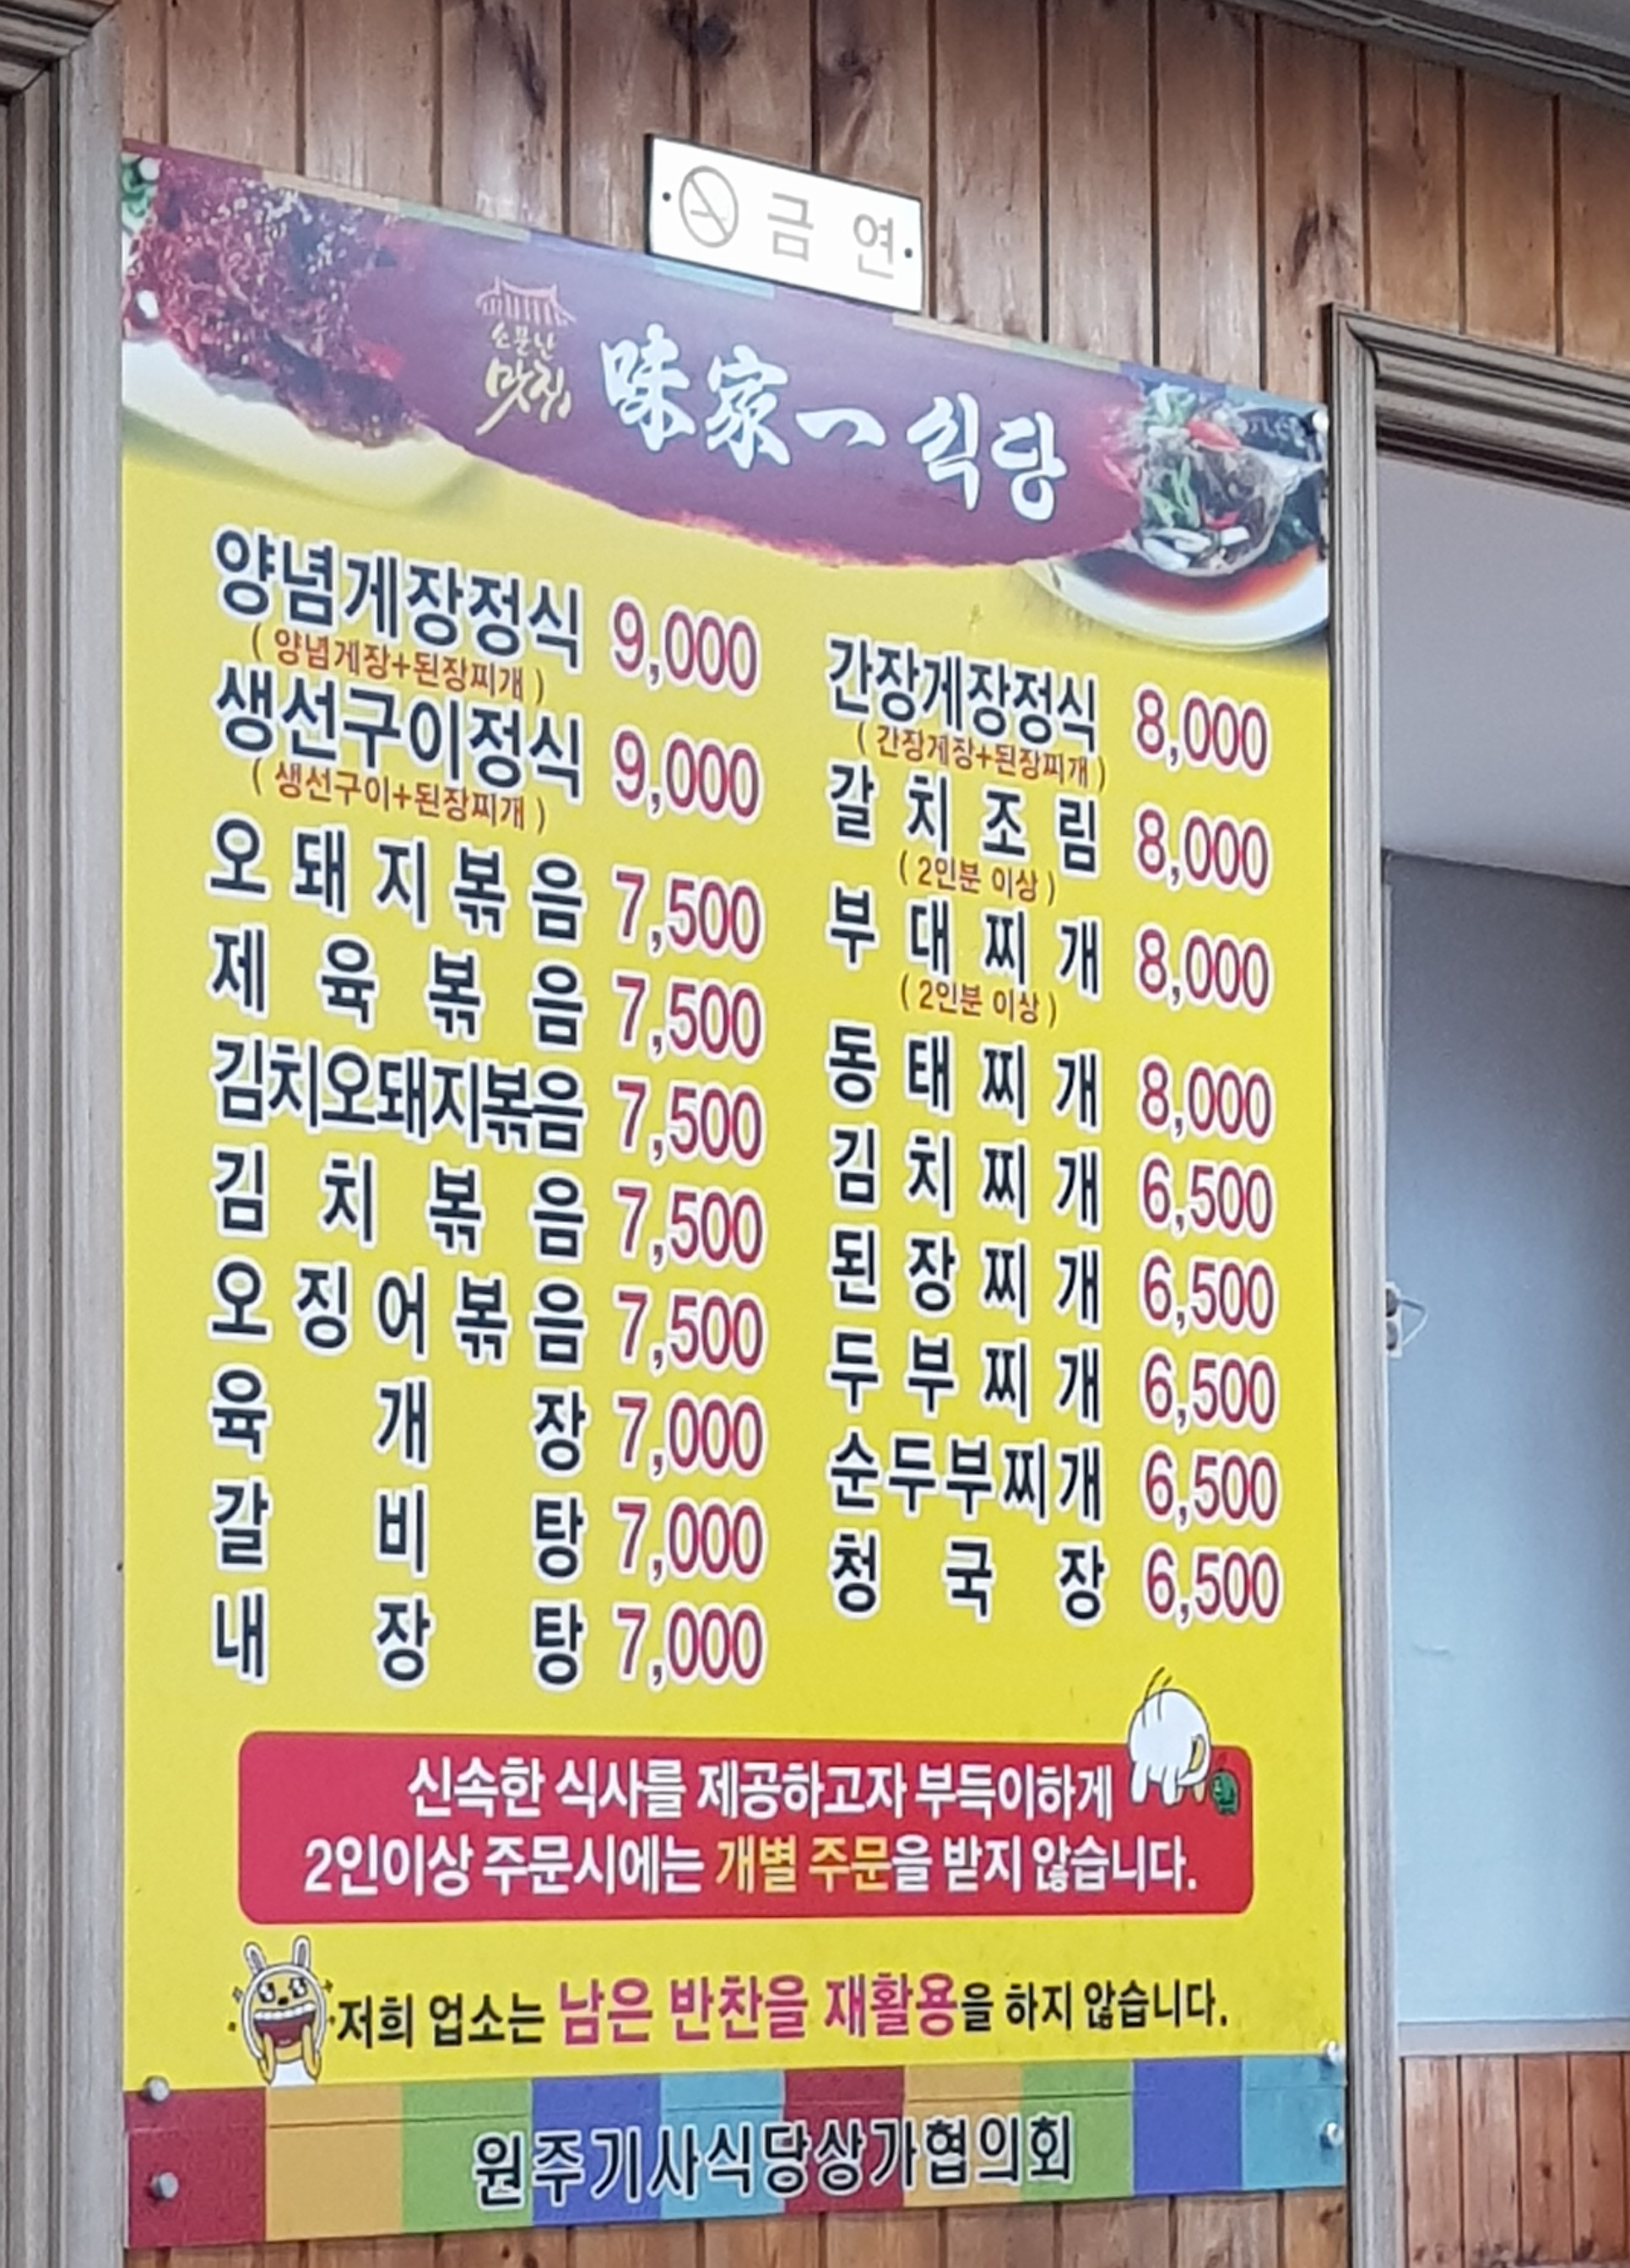 금 연
소문난
맛집
味家一식당
양념게장정식 9,000
(양념게장+된장찌개)
생선구이정식 9,000
(생선구이+된장찌개)
오돼지볶음 7,500
제육볶음 7,500
김치오돼지볶음 7,500
김치볶음 7,500
오징어볶음 7,500
육개장 7,000
갈비탕 7,000
내장탕 7,000
간장게장정식 8,000
(간장게장+된장찌개)
갈치조림 8,000
(2인분 이상)
부대찌개 8,000
(2인분 이상)
동태찌개 8,000
김치찌개 6,500
된장찌개 6,500
두부찌개 6,500
순두부찌개 6,500
청국장 6,500
신속한 식사를 제공하고자 부득이하게
2인이상 주문시에는 개별 주문을 받지 않습니다.
저희 업소는 남은 반찬을 재활용을 하지 않습니다.
원주기사식당상가협의회